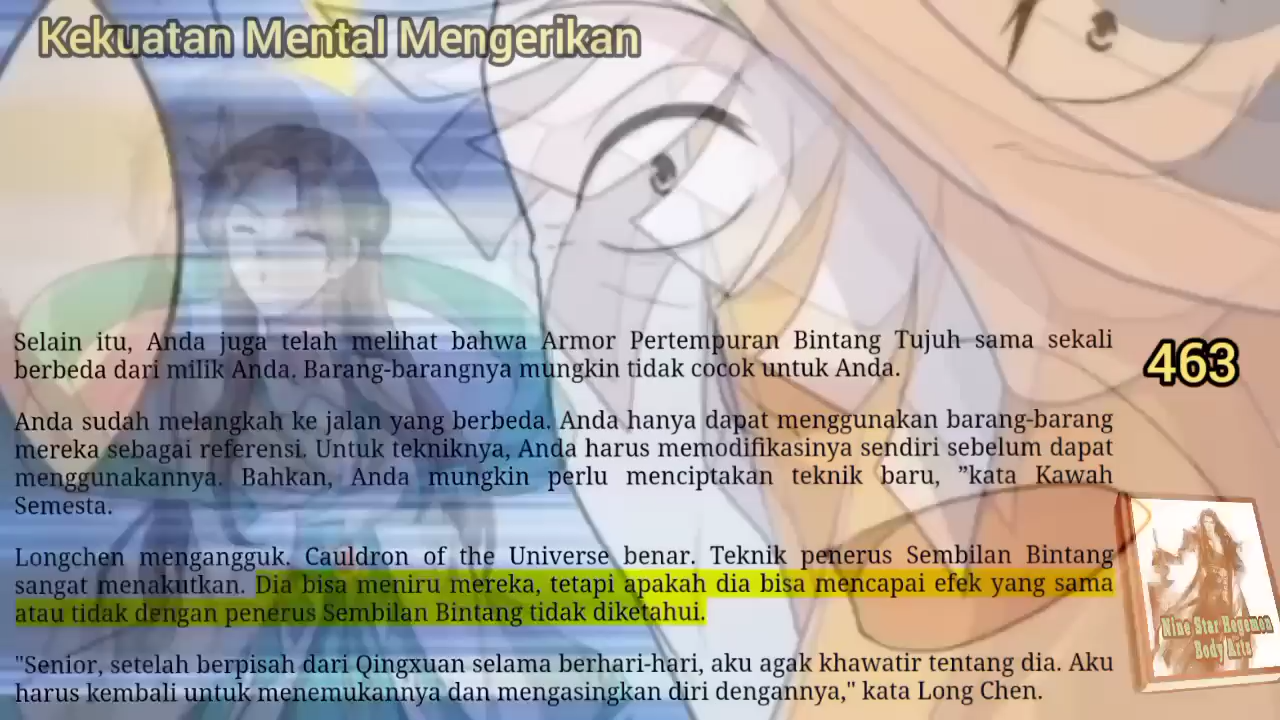 Kekuatan Mental Mengerikan
Selain itu, Anda juga telah melihat bahwa Armor Pertempuran Bintang Tujuh sama sekali
berbeda dari milik Anda. Barang-barangnya mungkin tidak cocok untuk Anda.
463
Anda sudah melangkah ke jalan yang berbeda. Anda hanya dapat menggunakan barang-barang
mereka sebagai referensi. Untuk tekniknya, Anda harus memodifikasinya sendiri sebelum dapat
menggunakannya. Bahkan, Anda mungkin perlu menciptakan teknik baru, ”kata Kawah
Semesta.
Longchen mengangguk. Cauldron of the Universe benar. Teknik penerus Sembilan Bintang
sangat menakutkan. Dia bisa meniru mereka, tetapi apakah dia bisa mencapai efek yang sama
atau tidak dengan penerus Sembilan Bintang tidak diketahui.
"Senior, setelah berpisah dari Qingxuan selama berhari-hari, aku agak khawatir tentang dia. Aku
harus kembali untuk menemukannya dan mengasingkan diri dengannya," kata Long Chen.
Nine Star Hegemon
Body Arts